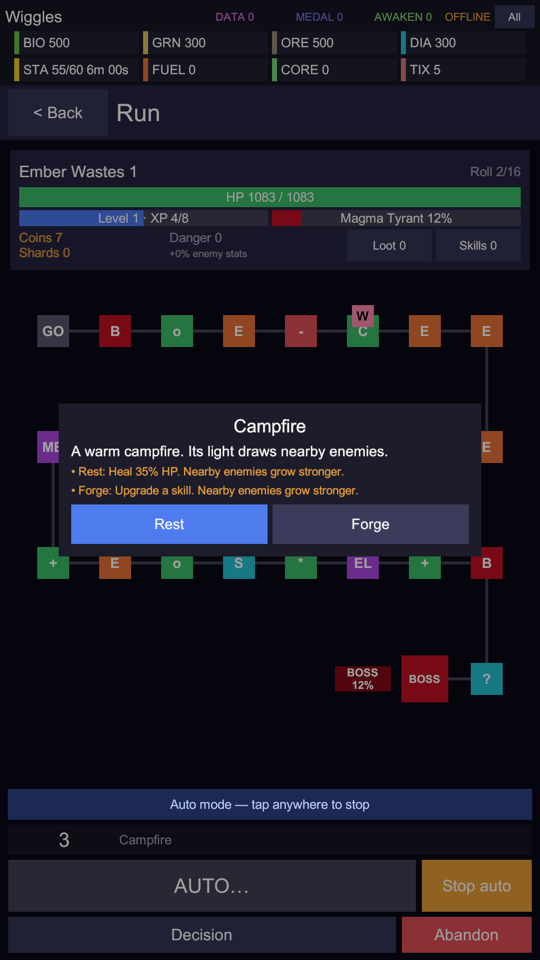 Wiggles DATA 0 MEDAL 0 AWAKEN 0 OFFLINE All
BIO 500 GRN 300 ORE 500 DIA 300
STA 55/60 6m 00s FUEL 0 CORE 0 TIX 5
< Back Run
Ember Wastes 1 Roll 2/16
HP 1083 / 1083
Level 1 · XP 4/8 Magma Tyrant 12%
Coins 7 Danger 0 Loot 0 Skills 0
Shards 0 +0% enemy stats
W
GO B o E - C E E
Campfire
A warm campfire. Its light draws nearby enemies.
• Rest: Heal 35% HP. Nearby enemies grow stronger.
• Forge: Upgrade a skill. Nearby enemies grow stronger.
Rest Forge
E
+ E o S * EL + B
BOSS
12%
BOSS ?
Auto mode — tap anywhere to stop
3 Campfire
AUTO... Stop auto
Decision Abandon